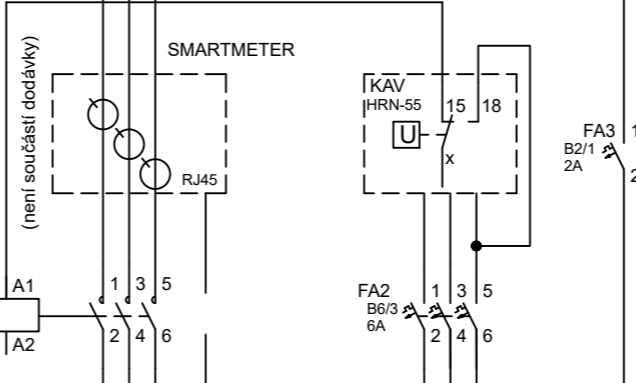 (není součástí dodávky)
SMARTMETER
RJ45
A1
A2
1 3 5
2 4 6
KAV
HRN-55
15 18
U
x
FA2
B6/3
6A
1 3 5
2 4 6
FA3
B2/1
2A
1
2